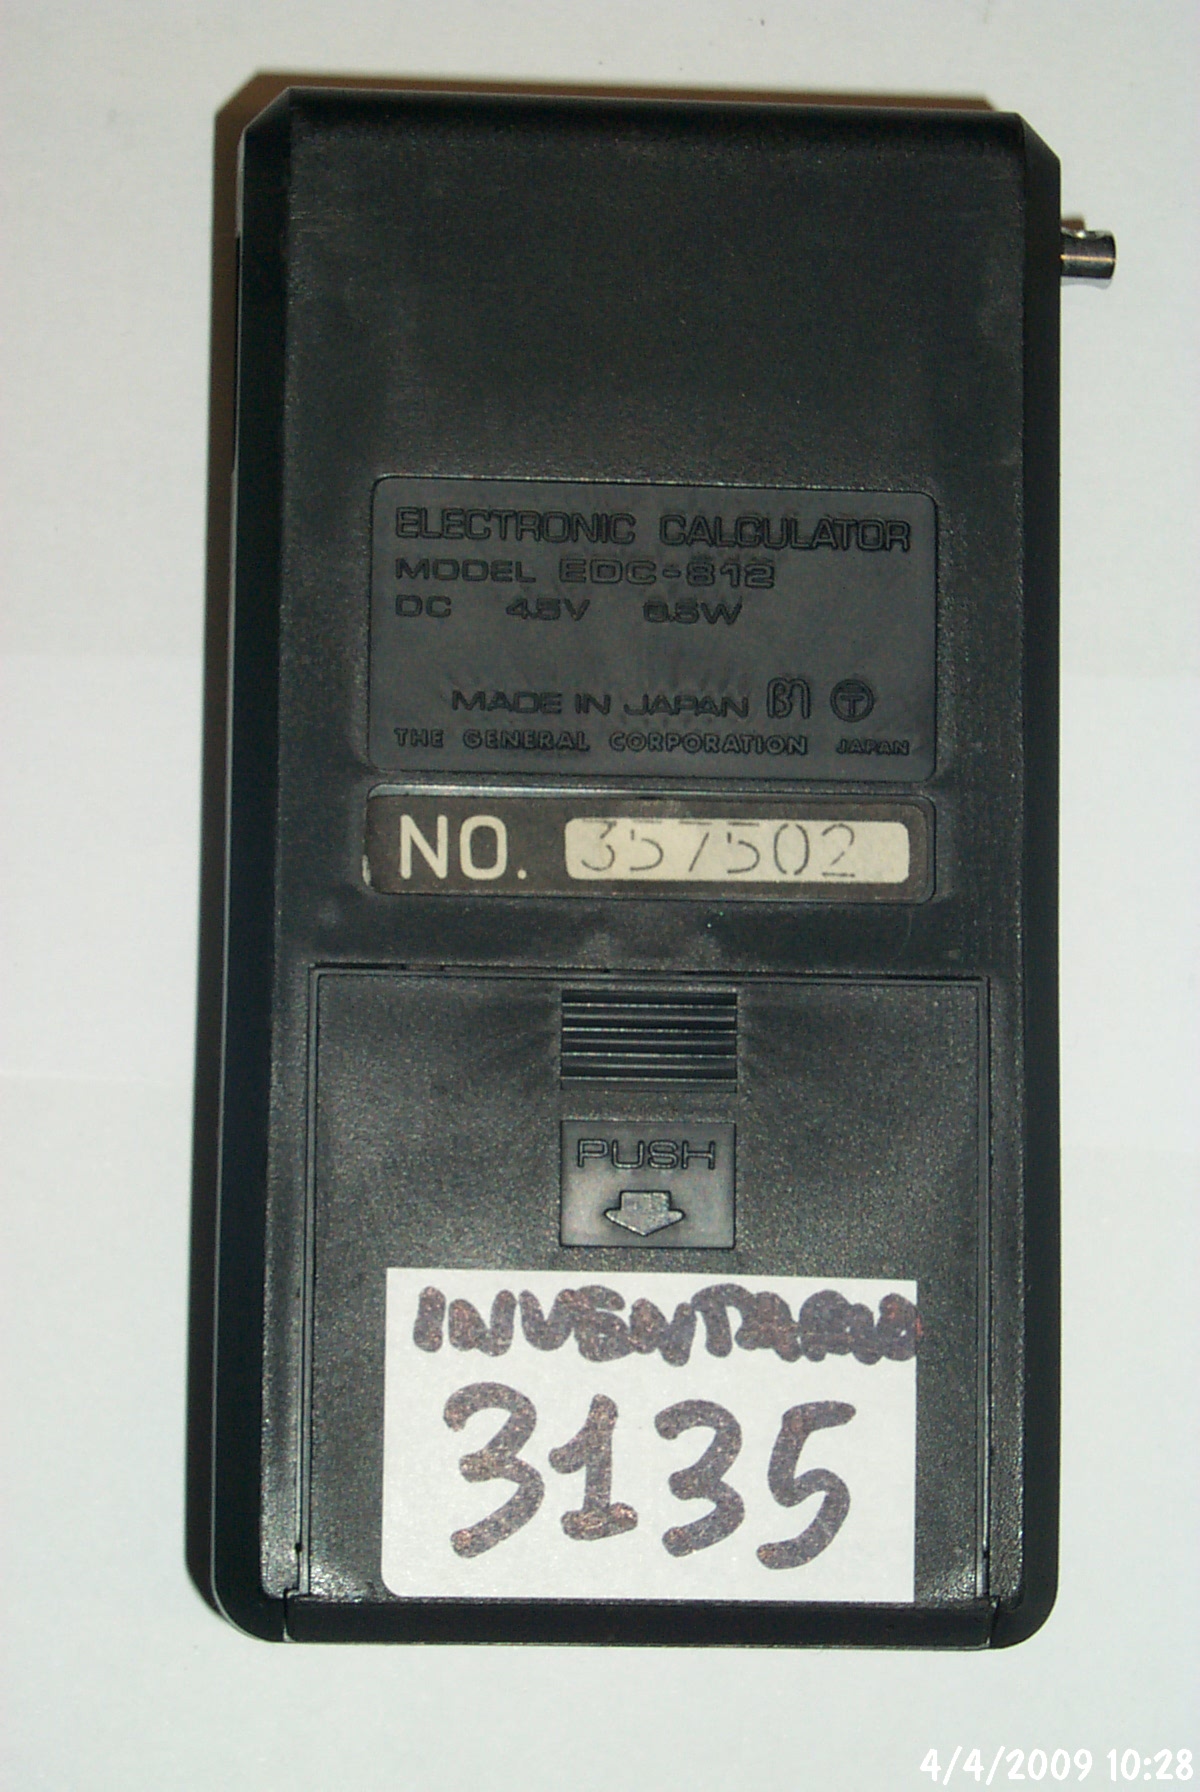 ELECTRONIC CALCULATOR
MODEL EDC-812
DC 4.5V 6.5W
MADE IN JAPAN
THE GENERAL CORPORATION JAPAN
NO. 357502
PUSH
INVENTARIO
3135
4/4/2009 10:28